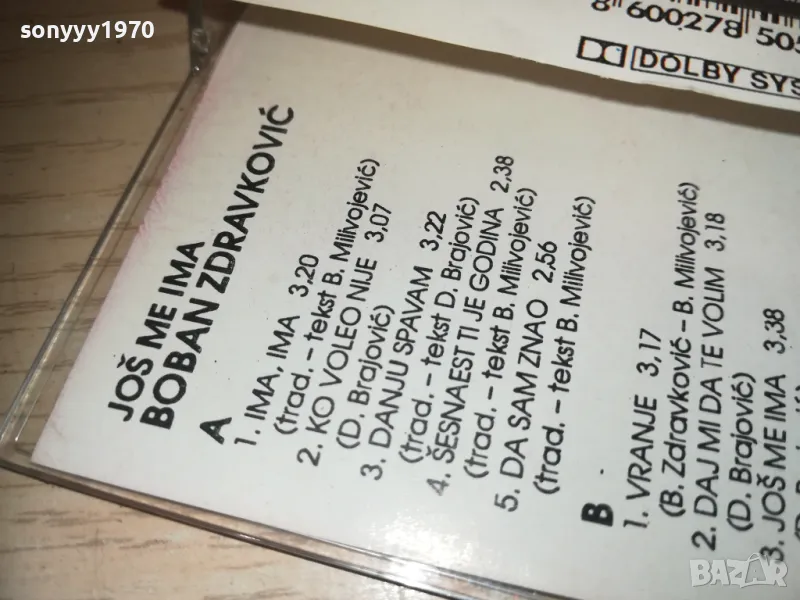 sonyyy1970
8 600278 505
DOLBY SYS
JOŠ ME IMA
BOBAN ZDRAVKOVIĆ
A
1. IMA, IMA 3,20
(trad. – tekst B. Milivojević)
2. KO VOLEO NIJE 3,07
(D. Brajović)
3. DANJU SPAVAM 3,22
(trad. – tekst D. Brajović)
4. ŠESNAEST TI JE GODINA 2,38
(trad. – tekst B. Milivojević)
5. DA SAM ZNAO 2,56
(trad. – tekst B. Milivojević)
B
1. VRANJE 3,17
(B. Zdravković – B. Milivojević)
2. DAJ MI DA TE VOLIM 3,18
(D. Brajović)
3. JOŠ ME IMA 3,38
BAZAR